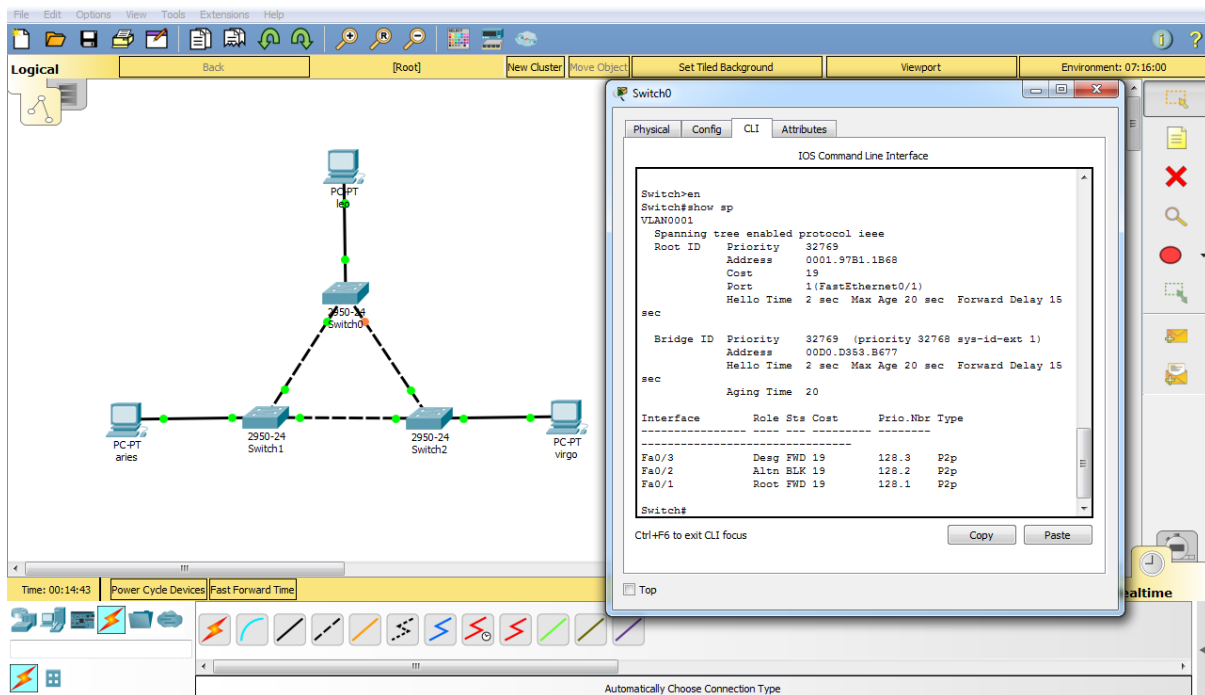 File Edit Options View Tools Extensions Help
Logical
Back
[Root]
New Cluster
Move Object
Set Tiled Background
Viewport
Environment: 07:16:00
PC-PT
leo
2950-24
Switch0
PC-PT
aries
2950-24
Switch1
2950-24
Switch2
PC-PT
virgo
Switch0
Physical
Config
CLI
Attributes
IOS Command Line Interface
Switch>en
Switch#show sp
VLAN0001
Spanning tree enabled protocol ieee
Root ID Priority 32769
Address 0001.97B1.1B68
Cost 19
Port 1(FastEthernet0/1)
Hello Time 2 sec Max Age 20 sec Forward Delay 15
sec
Bridge ID Priority 32769 (priority 32768 sys-id-ext 1)
Address 00D0.D353.B677
Hello Time 2 sec Max Age 20 sec Forward Delay 15
sec
Aging Time 20
Interface Role Sts Cost Prio.Nbr Type
---------------- ---- --- --------- -------- 
--------------------------------
Fa0/3 Desg FWD 19 128.3 P2p
Fa0/2 Altn BLK 19 128.2 P2p
Fa0/1 Root FWD 19 128.1 P2p
Switch#
Ctrl+F6 to exit CLI focus
Copy
Paste
Top
Time: 00:14:43
Power Cycle Devices
Fast Forward Time
ealtime
Automatically Choose Connection Type